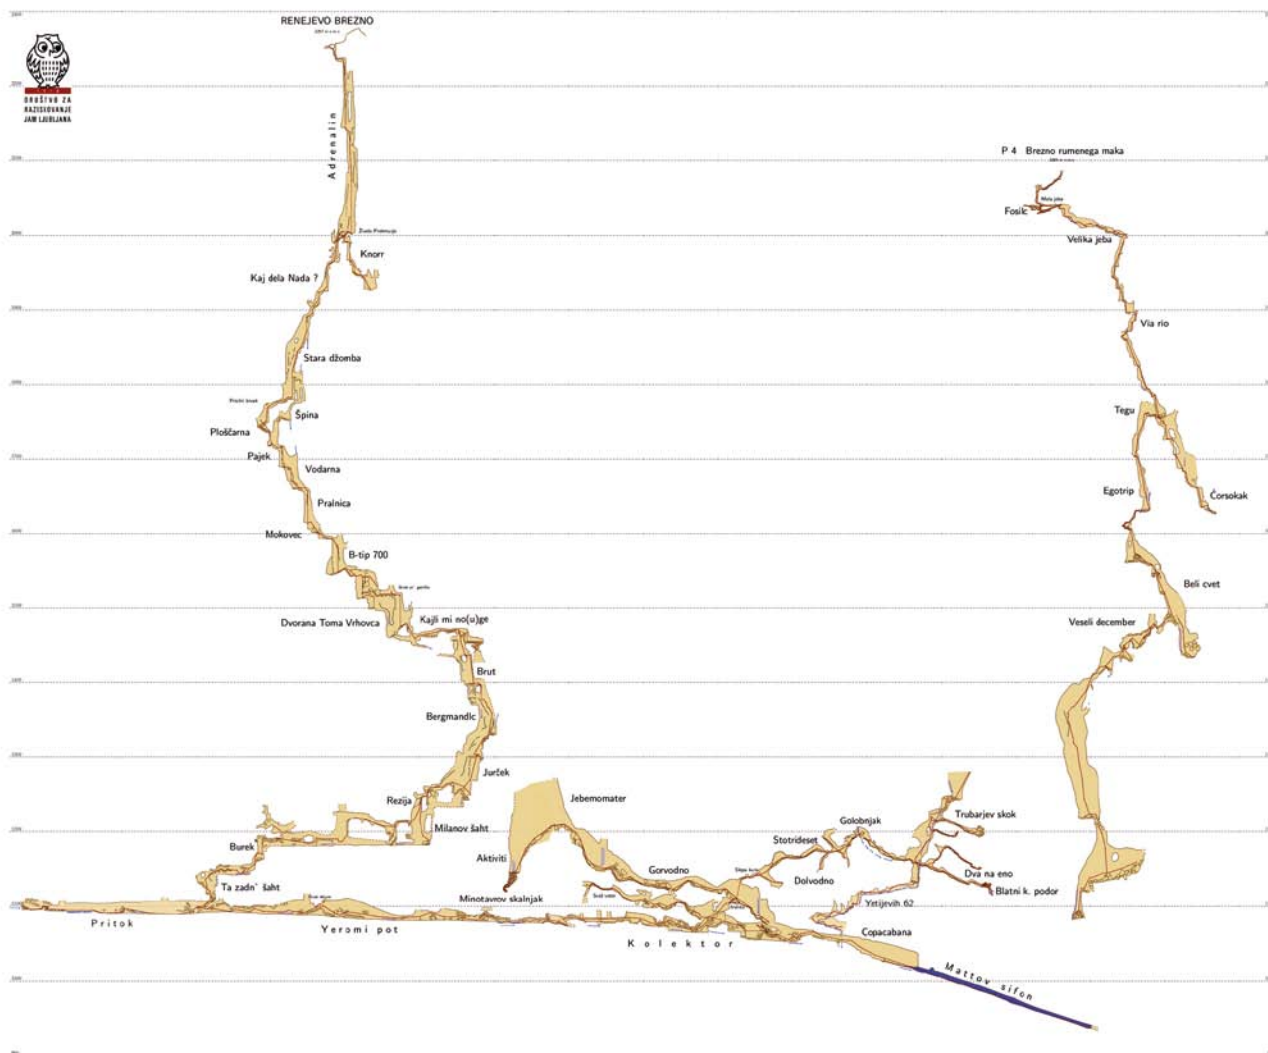 RENEJEVO BREZNO
DRUŠTVO ZA
RAZISKOVANJE
JAM LJUBLJANA
Adrenalin
P 4 Brezno rumenega maka
Mala jeba
Fosilc
Velika jeba
Knorr
Kaj dela Nada ?
Via rio
Stara džomba
Špina
Tegu
Ploščarna
Pajek
Vodarna
Egotrip
Čorsokak
Pralnica
Mokovec
B-tip 700
Beli cvet
Dvorana Toma Vrhovca
Kajli mi no(u)ge
Veseli december
Brut
Bergmandlc
Jurček
Rezija
Jebemomater
Milanov šaht
Golobnjak
Trubarjev skok
Stotrideset
Burek
Aktiviti
Gorvodno
Dolvodno
Dva na eno
Ta zadn` šaht
Minotavrov skalnjak
Blatni k. podor
Yetijevih 62
Pritok
Yeromi pot
Kolektor
Copacabana
Mattov sifon